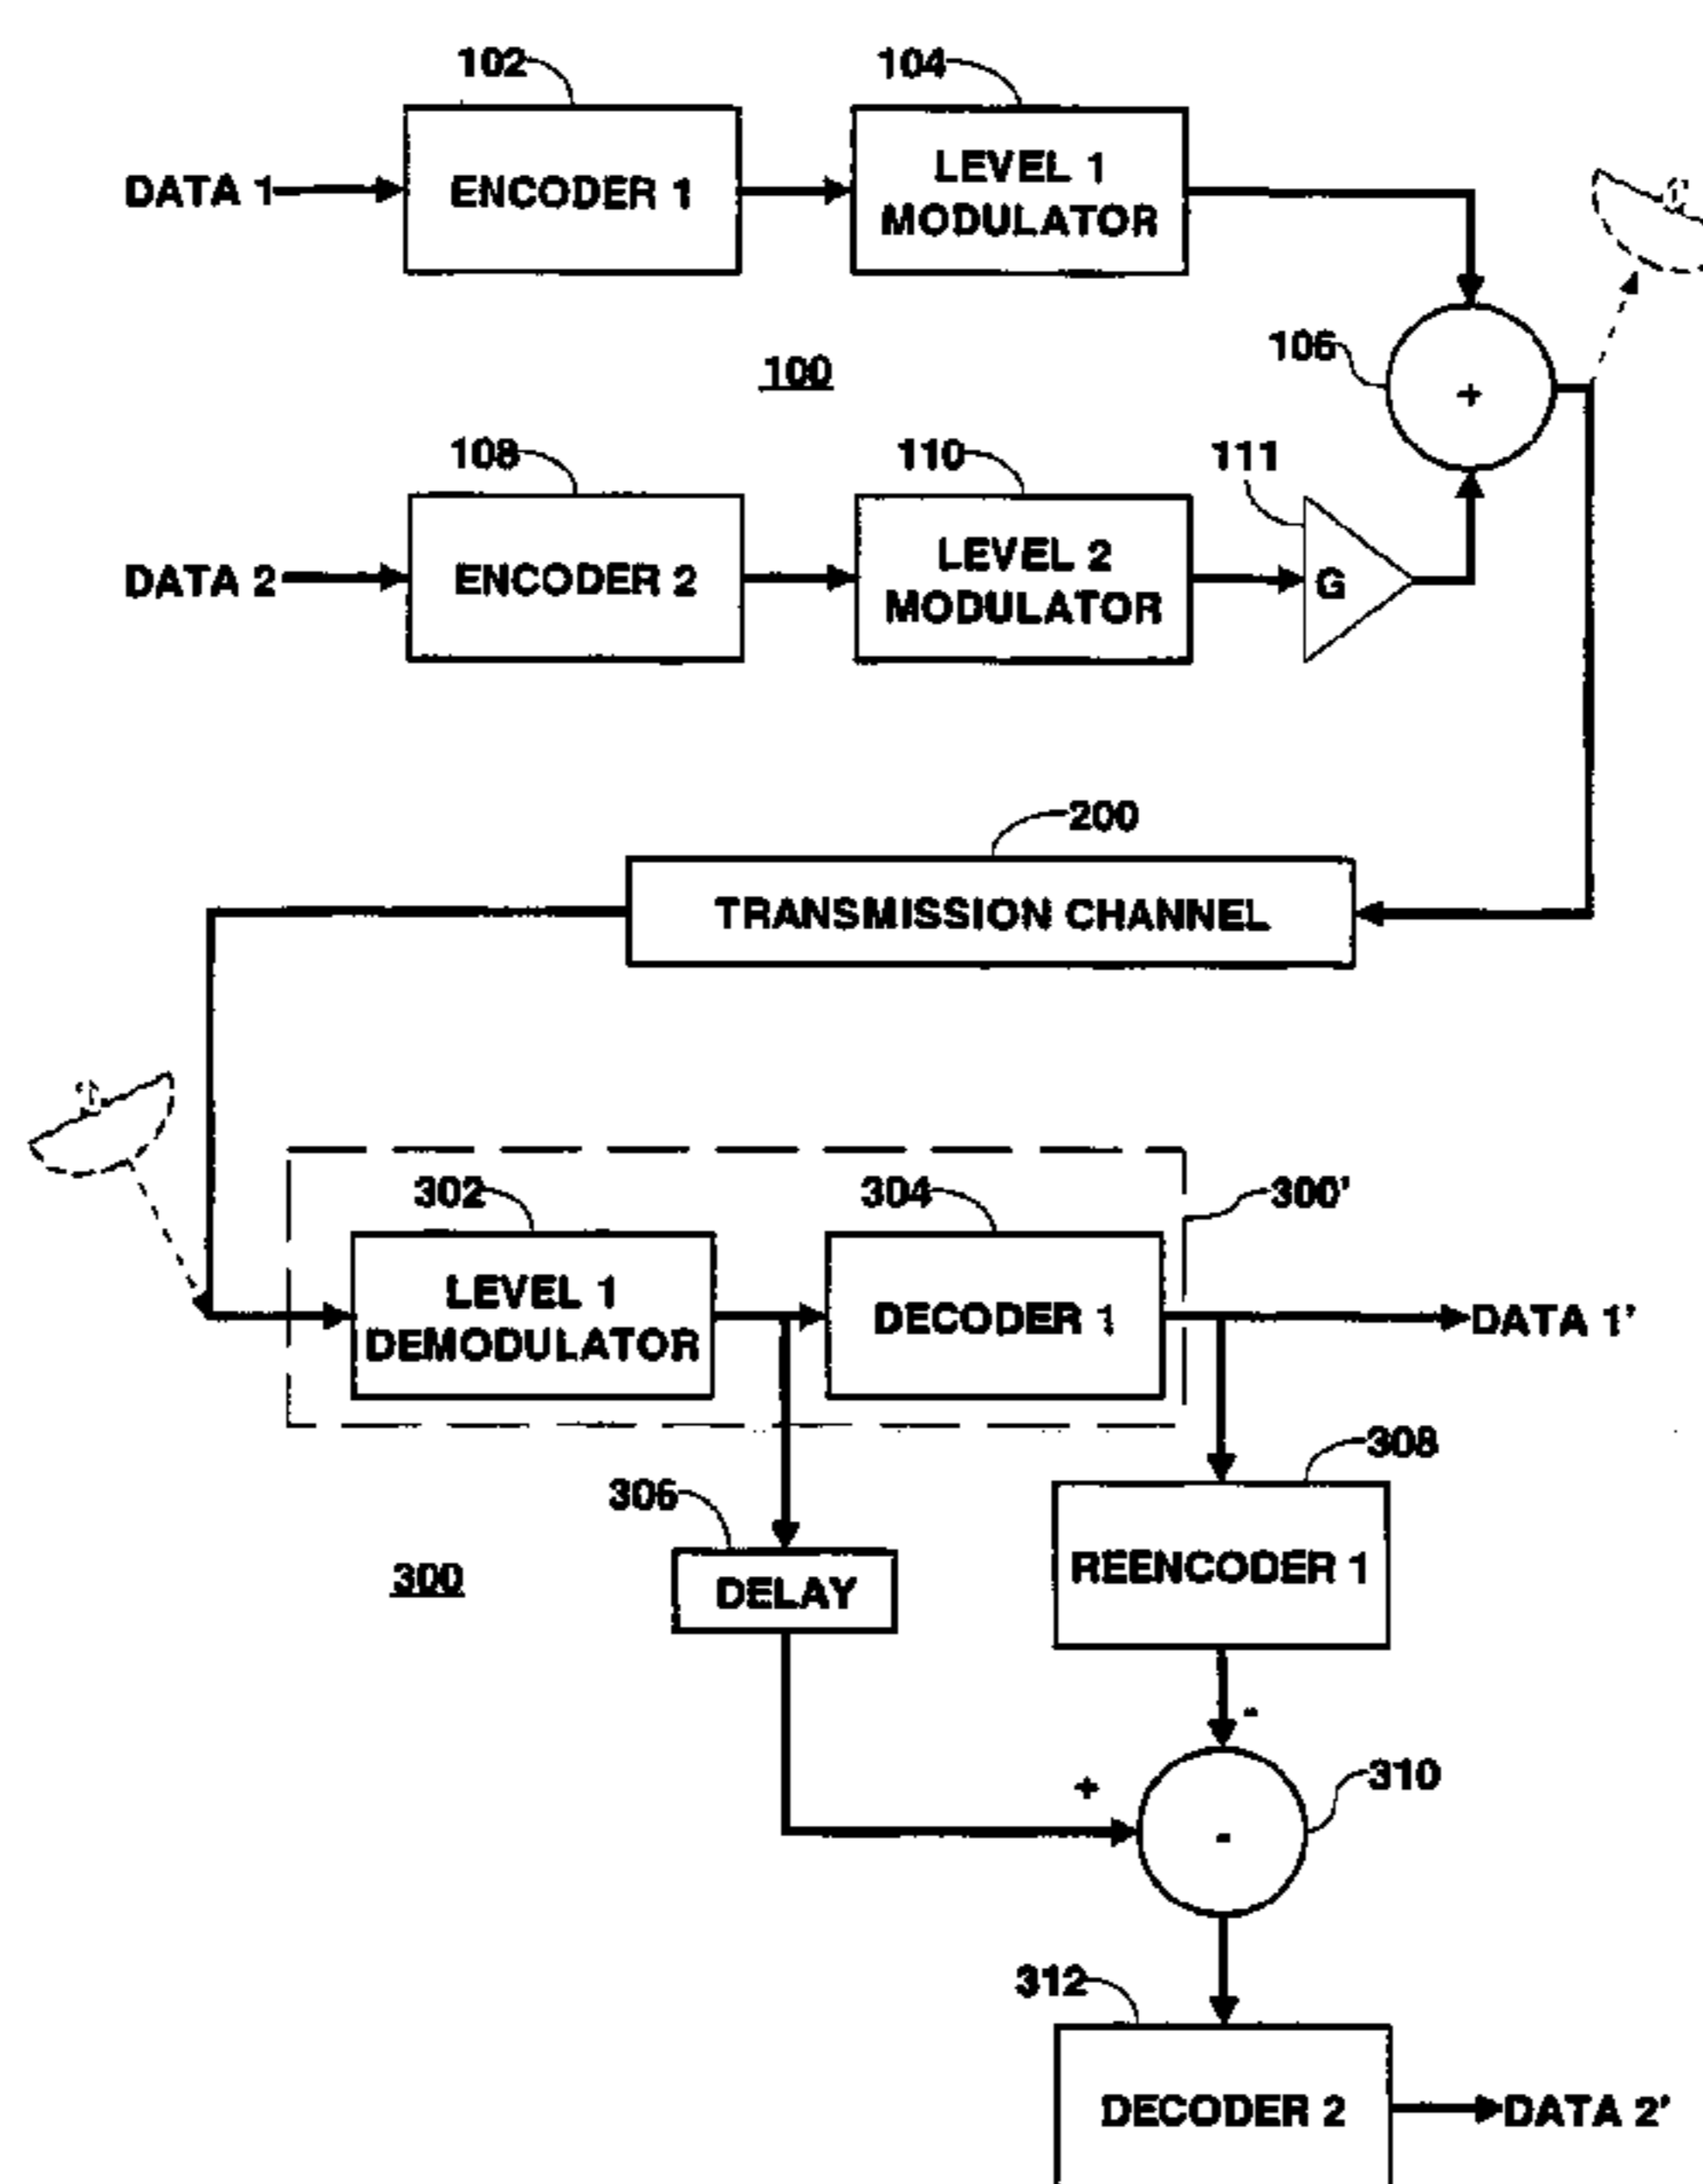 102
104
DATA 1
ENCODER 1
LEVEL 1
MODULATOR
106
+
100
108
110
111
DATA 2
ENCODER 2
LEVEL 2
MODULATOR
G
200
TRANSMISSION CHANNEL
302
304
300'
LEVEL 1
DEMODULATOR
DECODER 1
DATA 1'
308
306
REENCODER 1
300
DELAY
-
+
310
-
312
DECODER 2
DATA 2'